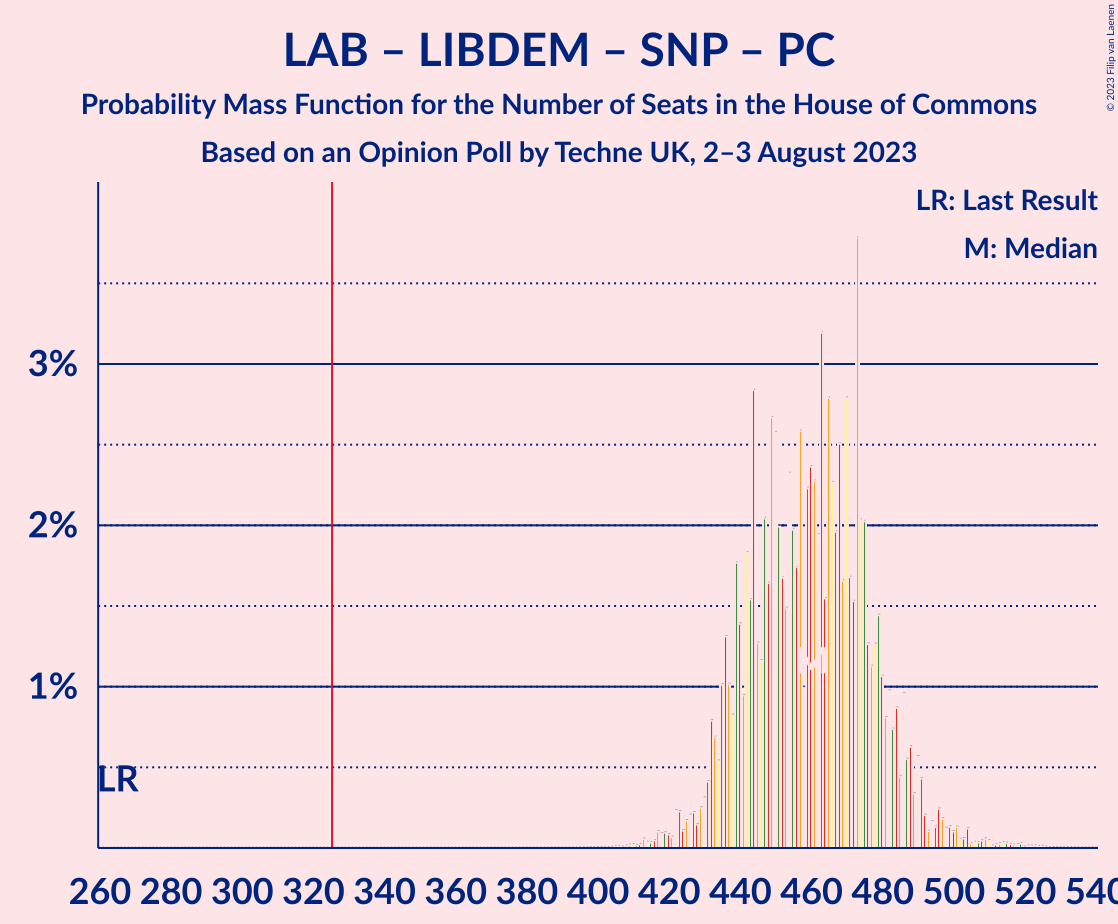 LAB – LIBDEM – SNP – PC
Probability Mass Function for the Number of Seats in the House of Commons
Based on an Opinion Poll by Techne UK, 2–3 August 2023
© 2023 Filip van Laenen
LR: Last Result
M: Median
3%
2%
1%
M
LR
260 280 300 320 340 360 380 400 420 440 460 480 500 520 540